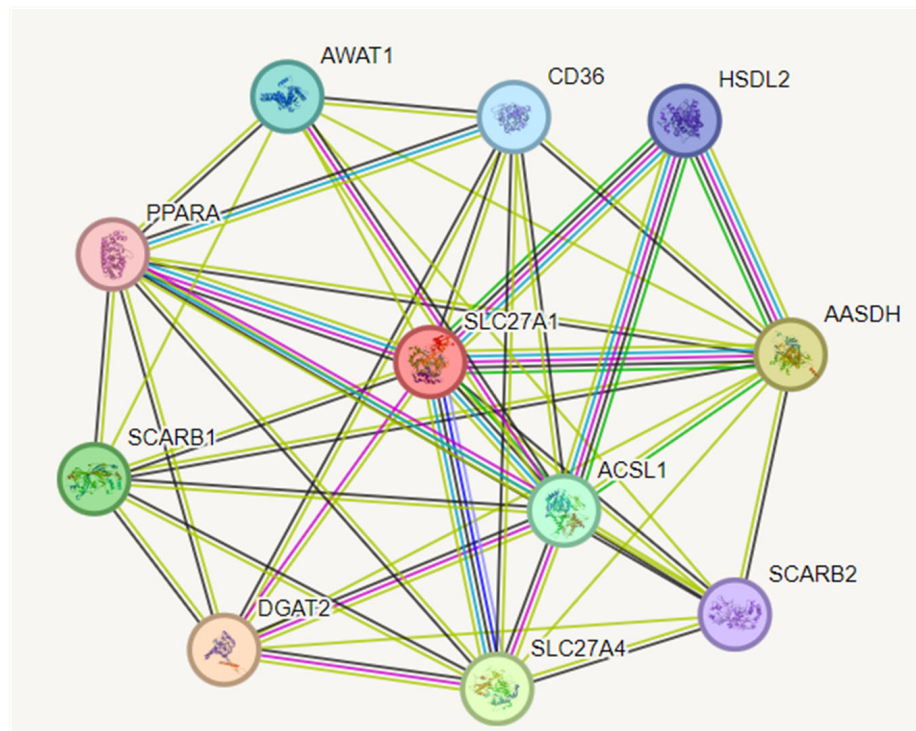 AWAT1
CD36
HSDL2
PPARA
SLC27A1
AASDH
SCARB1
ACSL1
SCARB2
DGAT2
SLC27A4